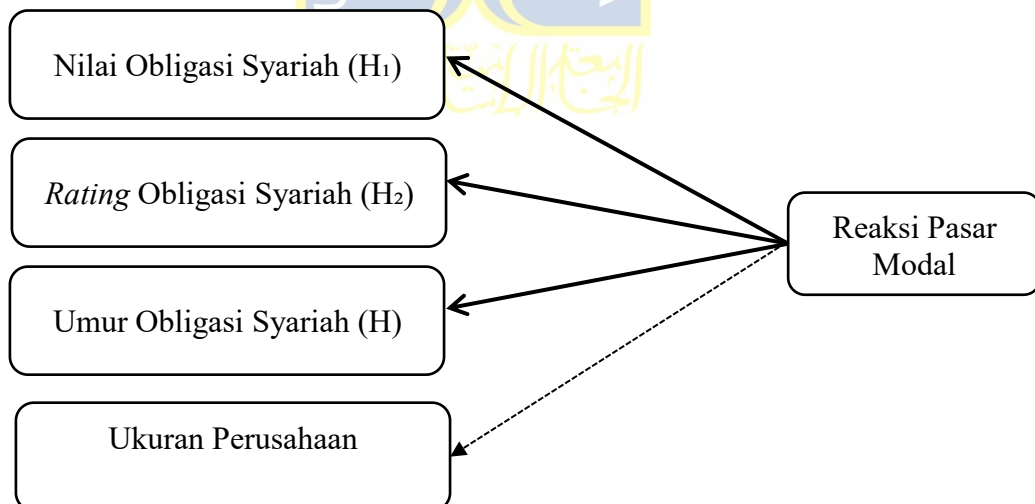 Nilai Obligasi Syariah (H₁)
Rating Obligasi Syariah (H₂)
Umur Obligasi Syariah (H)
Ukuran Perusahaan
Reaksi Pasar
Modal